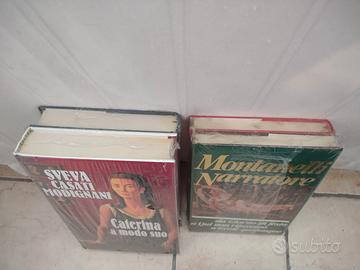 SVEVA
CASATI
MODIGNANI
Caterina
a modo suo
Montanelli
Narratore
subito